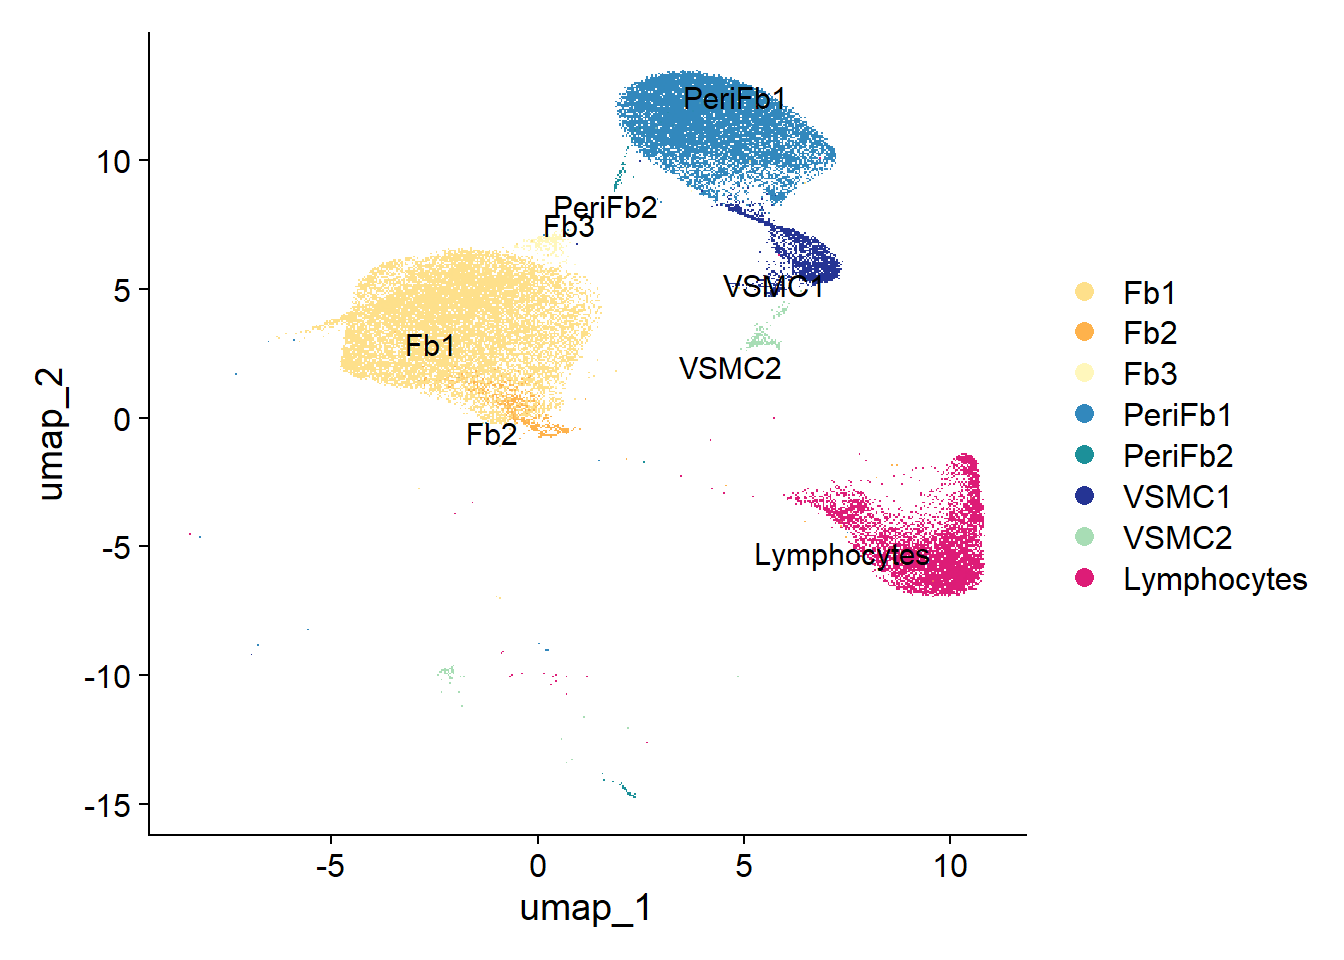 PeriFb1
PeriFb2
Fb3
VSMC1
Fb1
VSMC2
Fb2
Lymphocytes
10
5
0
-5
-10
-15
umap_2
-5
0
5
10
umap_1
Fb1
Fb2
Fb3
PeriFb1
PeriFb2
VSMC1
VSMC2
Lymphocytes